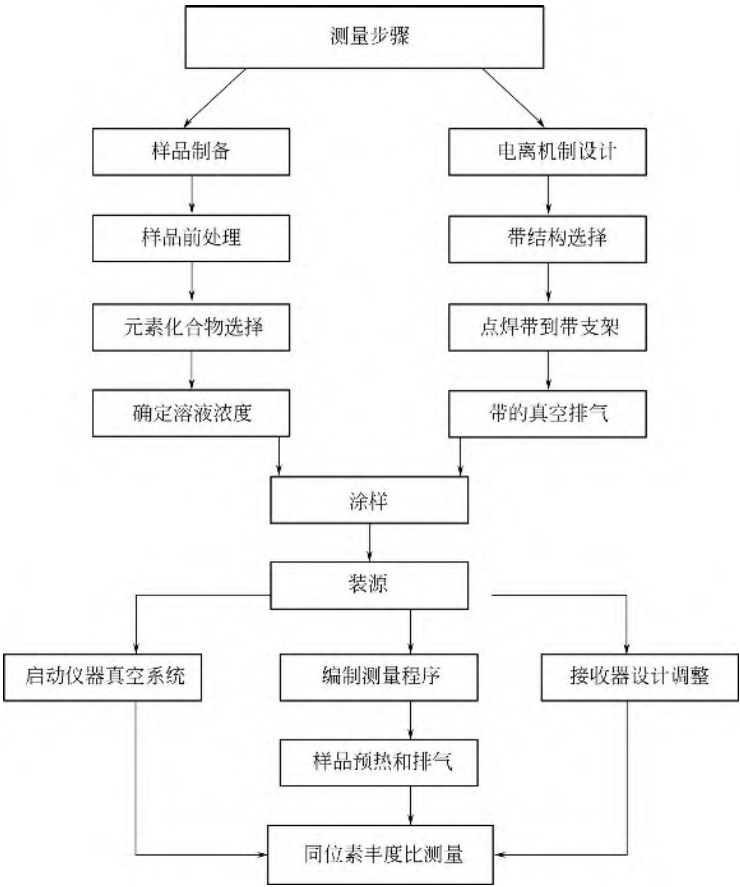 测量步骤
样品制备
电离机制设计
样品前处理
带结构选择
元素化合物选择
点焊带到带支架
确定溶液浓度
带的真空排气
涂样
装源
启动仪器真空系统
编制测量程序
接收器设计调整
样品预热和排气
同位素丰度比测量